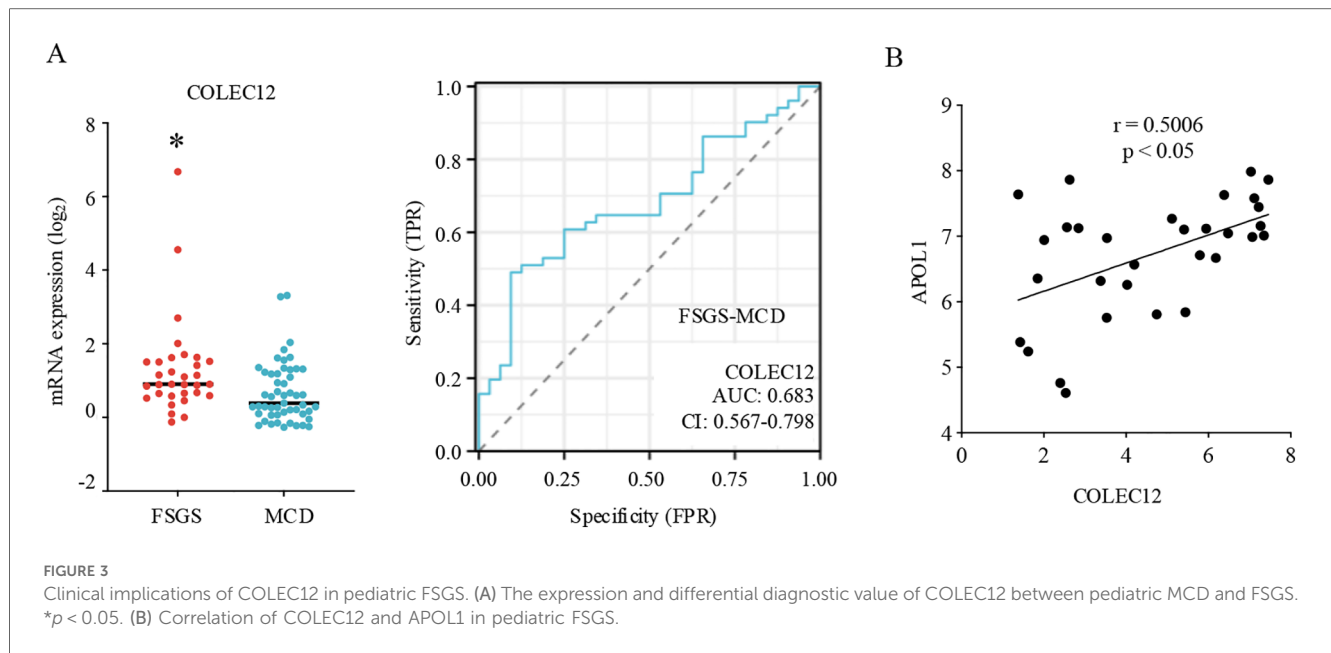 A
COLEC12
mRNA expression (log2)
8
6
4
2
0
-2
*
FSGS
MCD
Sensitivity (TPR)
1.0
0.8
0.6
0.4
0.2
0.0
FSGS-MCD
COLEC12
AUC: 0.683
CI: 0.567-0.798
0.00
0.25
0.50
0.75
1.00
Specificity (FPR)
B
APOL1
9
8
7
6
5
4
r = 0.5006
p < 0.05
0
2
4
6
8
COLEC12
FIGURE 3
Clinical implications of COLEC12 in pediatric FSGS. (A) The expression and differential diagnostic value of COLEC12 between pediatric MCD and FSGS.
*p < 0.05. (B) Correlation of COLEC12 and APOL1 in pediatric FSGS.